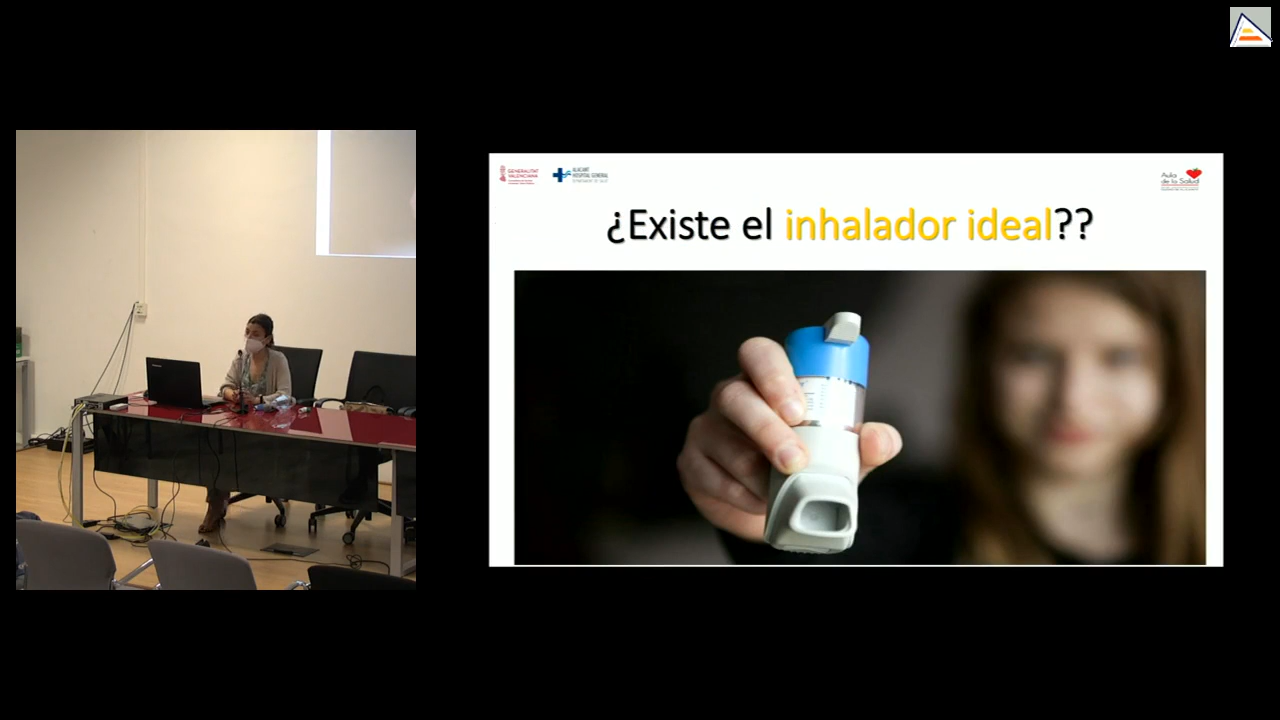 GENERALITAT
VALENCIANA
ALACANT
HOSPITAL GENERAL
Aula
de la Salud
¿Existe el inhalador ideal??